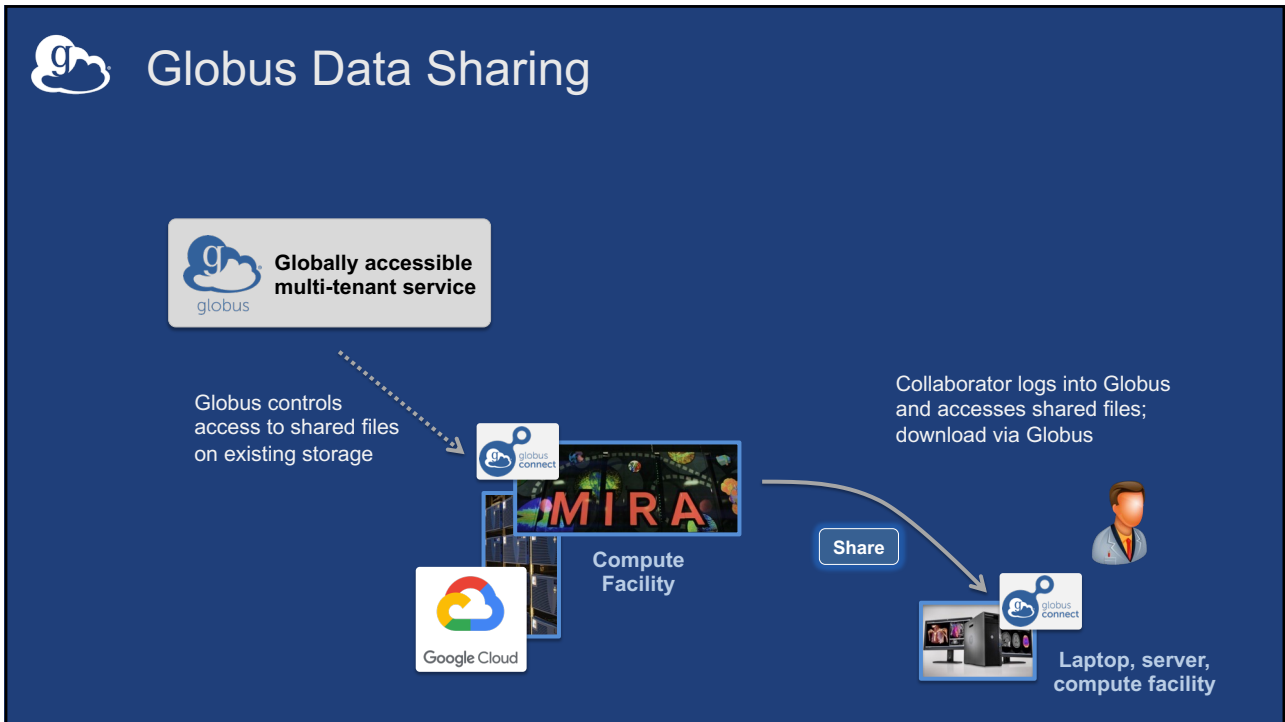 g
Globus Data Sharing
g
globus
Globally accessible
multi-tenant service
Globus controls
access to shared files
on existing storage
Collaborator logs into Globus
and accesses shared files;
download via Globus
g
globus
connect
MIRA
Compute
Facility
Share
Google Cloud
g
globus
connect
Laptop, server,
compute facility